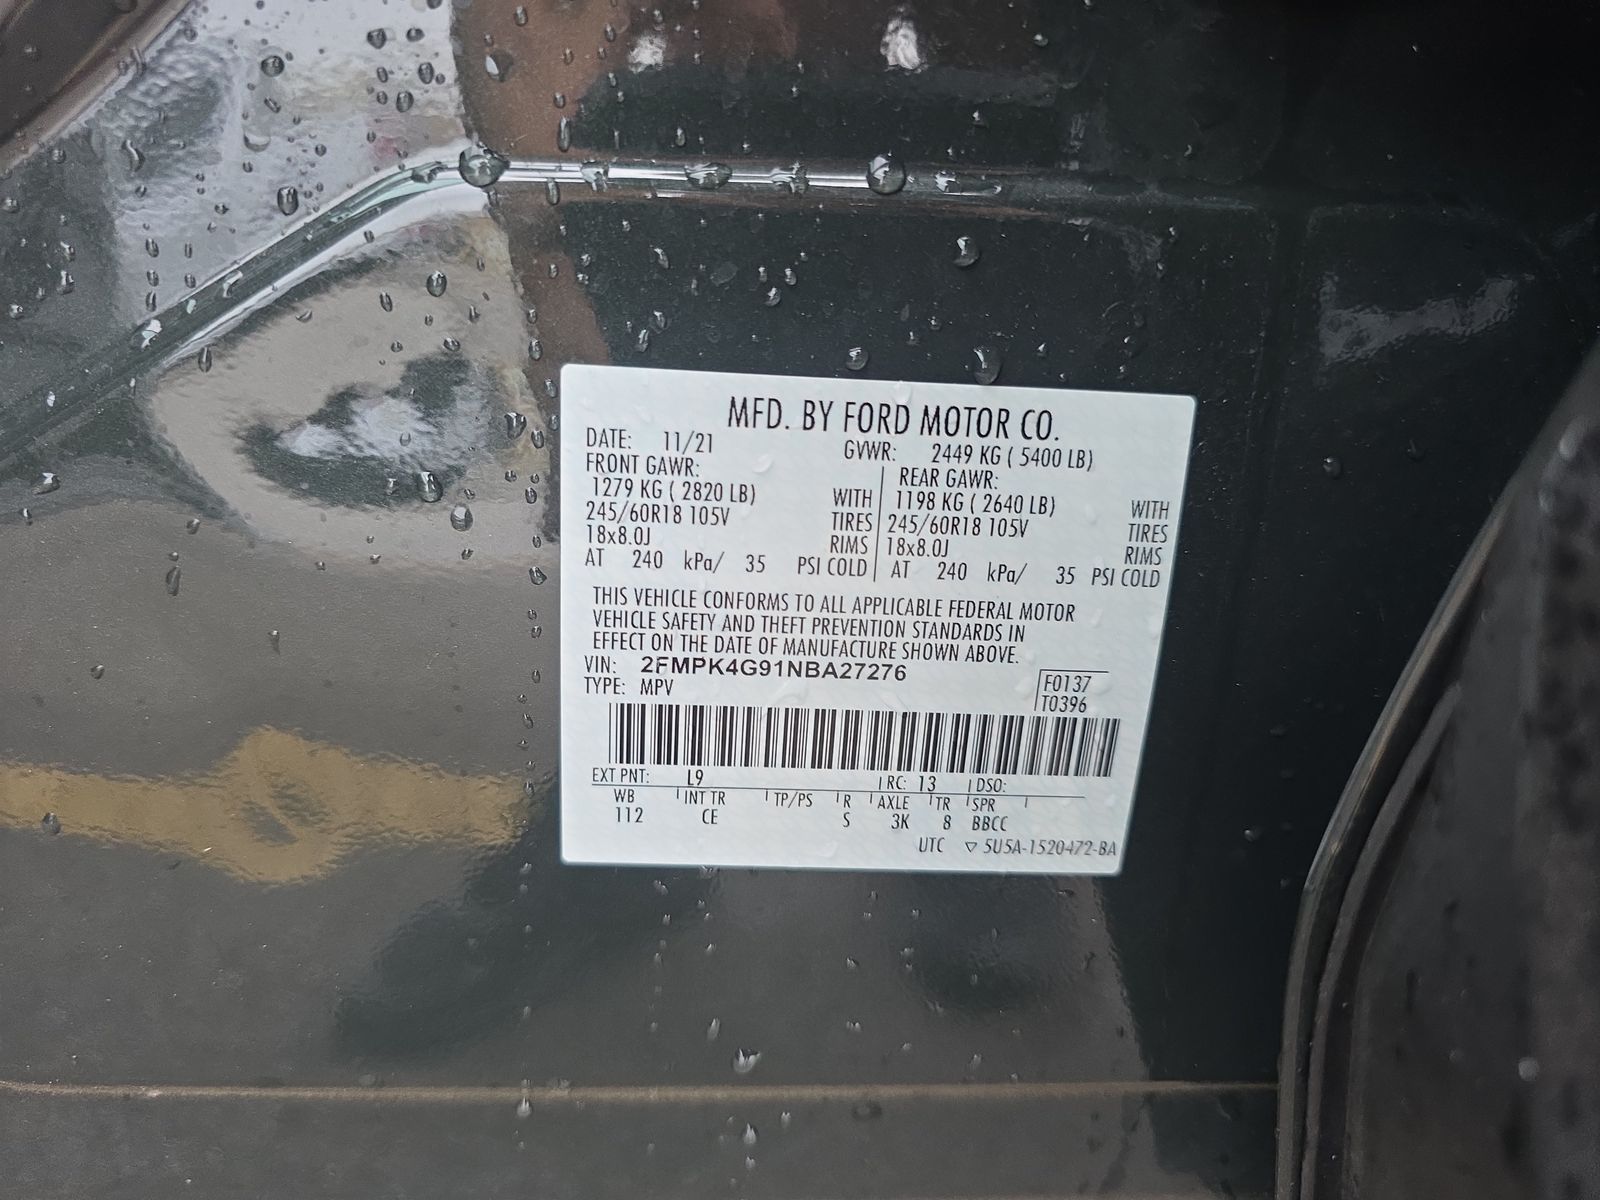 MFD. BY FORD MOTOR CO.
DATE: 11/21 GVWR: 2449 KG ( 5400 LB)
FRONT GAWR: REAR GAWR:
1279 KG ( 2820 LB) WITH 1198 KG ( 2640 LB) WITH
245/60R18 105V TIRES 245/60R18 105V TIRES
18x8.0J RIMS 18x8.0J RIMS
AT 240 kPa/ 35 PSI COLD AT 240 kPa/ 35 PSI COLD
THIS VEHICLE CONFORMS TO ALL APPLICABLE FEDERAL MOTOR
VEHICLE SAFETY AND THEFT PREVENTION STANDARDS IN
EFFECT ON THE DATE OF MANUFACTURE SHOWN ABOVE.
VIN: 2FMPK4G91NBA27276
TYPE: MPV
F0137
T0396
EXT PNT: L9 RC: 13 DSO:
WB INT TR TP/PS R AXLE TR SPR
112 CE S 3K 8 BBCC
UTC ▽ 5U5A-1520472-BA